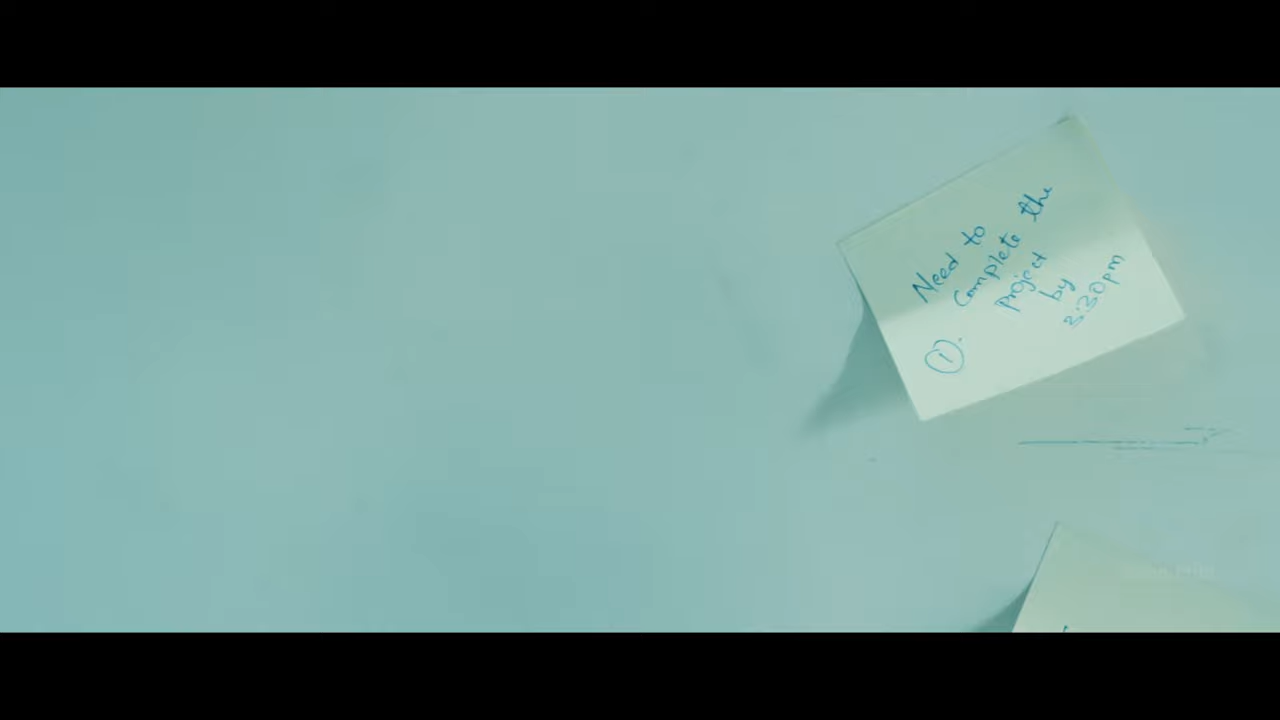 Need to
Complete the
project
by
3:30pm
①.